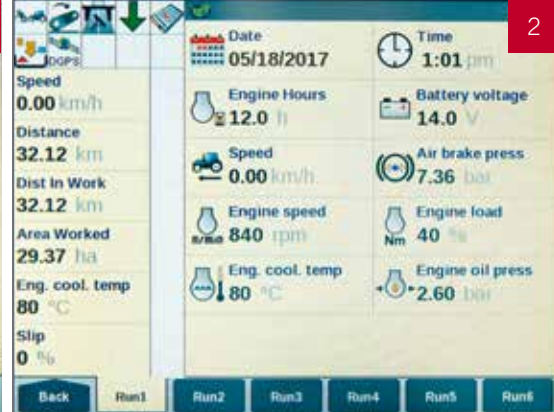 2
DGPS
Speed
0.00 km/h
Distance
32.12 km
Dist In Work
32.12 km
Area Worked
29.37 ha
Eng. cool. temp
80 °C
Slip
0 %
Date
05/18/2017
Time
1:01 pm
Engine Hours
12.0 h
Battery voltage
14.0 V
Speed
0.00 km/h
Air brake press
7.36 bar
Engine speed
n/min 840 rpm
Engine load
Nm 40 %
Eng. cool. temp
80 °C
Engine oil press
2.60 bar
Back Run1 Run2 Run3 Run4 Run5 Run6